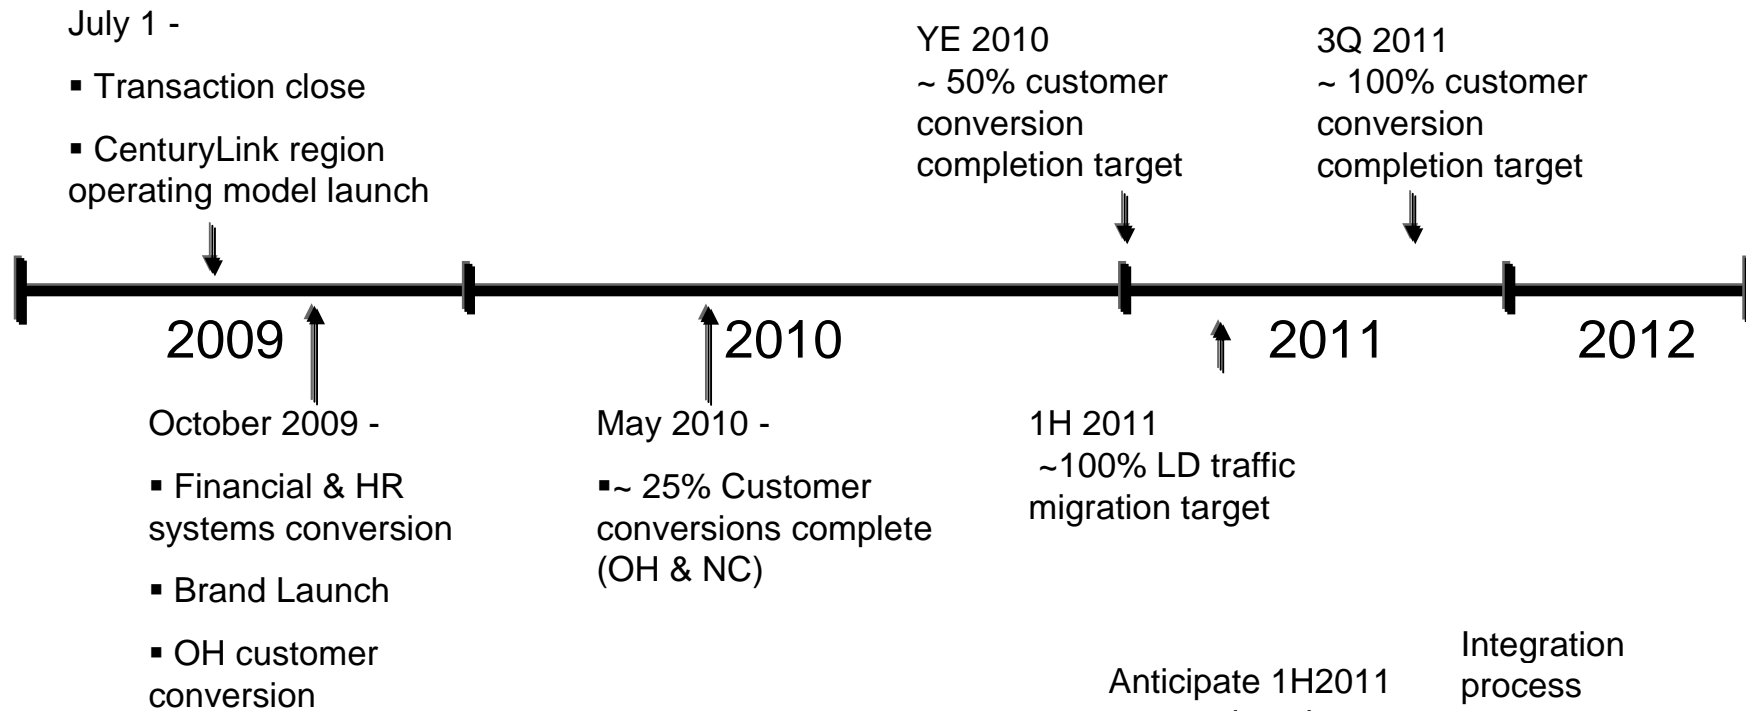 July 1 -
▪ Transaction close
▪ CenturyLink region
operating model launch
YE 2010
~ 50% customer
conversion
completion target
3Q 2011
~ 100% customer
conversion
completion target
2009
2010
2011
2012
October 2009 -
▪ Financial & HR
systems conversion
▪ Brand Launch
▪ OH customer
conversion
May 2010 -
▪~ 25% Customer
conversions complete
(OH & NC)
1H 2011
~100% LD traffic
migration target
Anticipate 1H2011
Integration
process